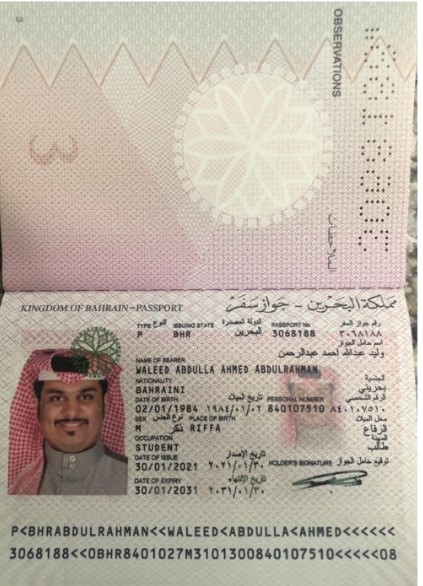 3
OBSERVATIONS
3068188
الملاحظات
KINGDOM OF BAHRAIN-PASSPORT
مملكة البحرين - جواز سفر
TYPE النوع ISSUING STATE الدولة المصدرة PASSPORT No رقم جواز السفر
P BHR البحرين 3068188 ٣٠٦٨١٨٨
NAME OF BEARER اسم حامل الجواز
وليد عبدالله احمد عبدالرحمن
WALEED ABDULLA AHMED ABDULRAHMAN
NATIONALITY الجنسية
BAHRAINI بحريني
DATE OF BIRTH تاريخ الميلاد PERSONAL NUMBER الرقم الشخصي
02/01/1984 ١٩٨٤/٠١/٠٢ 840107510 ٨٤٠١٠٧٥١٠
SEX نوع الجنس PLACE OF BIRTH محل الميلاد
M ذكر RIFFA الرفاع
OCCUPATION المهنة
STUDENT طالب
DATE OF ISSUE تاريخ الإصدار HOLDER'S SIGNATURE توقيع حامل الجواز
30/01/2021 ٢٠٢١/٠١/٣٠
DATE OF EXPIRY تاريخ الإنتهاء
30/01/2031 ٢٠٣١/٠١/٣٠
P<BHRABDULRAHMAN<<WALEED<ABDULLA<AHMED<<<<<<
3068188<<0BHR8401027M3101300840107510<<<<<08